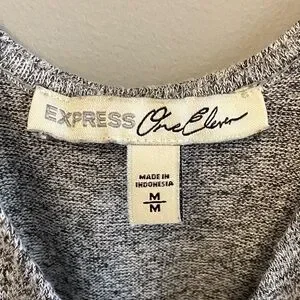 EXPRESS One Eleven
MADE IN
INDONESIA
M
M